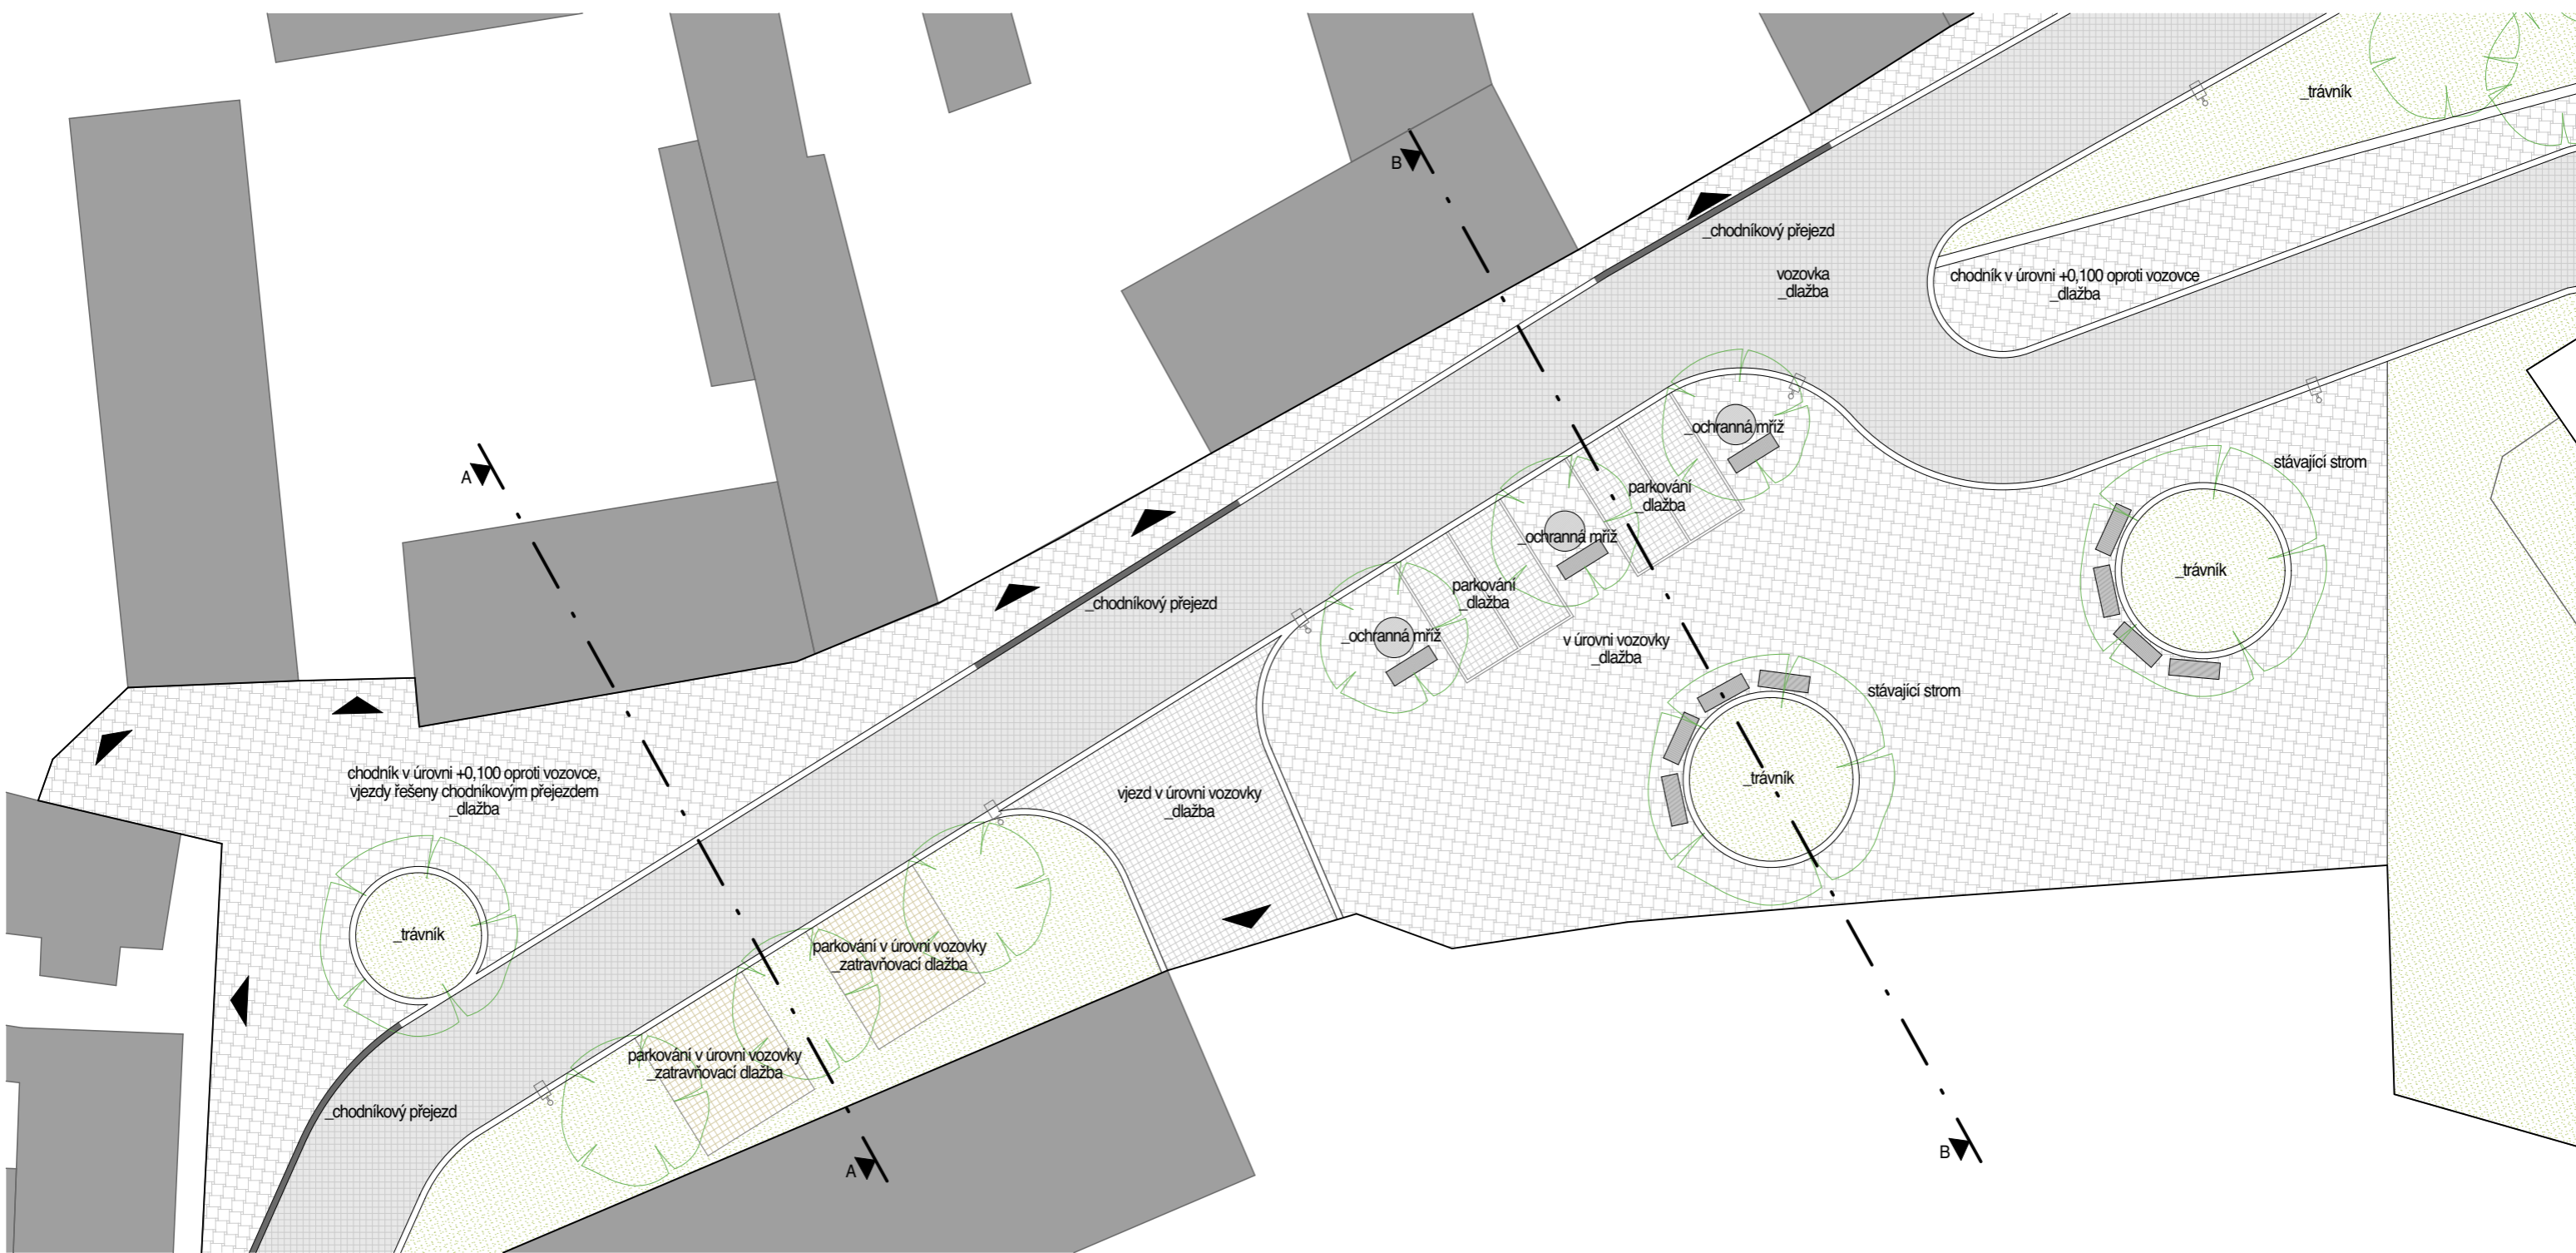 _trávník
B
_chodníkový přejezd
vozovka
_dlažba
chodník v úrovni +0,100 oproti vozovce
_dlažba
_ochranná mříž
stávající strom
A
parkování
_dlažba
_ochranná mříž
_trávník
parkování
_dlažba
_chodníkový přejezd
_ochranná mříž
v úrovni vozovky
_dlažba
stávající strom
chodník v úrovni +0,100 oproti vozovce,
vjezdy řešeny chodníkovým přejezdem
_dlažba
_trávník
vjezd v úrovni vozovky
_dlažba
_trávník
parkování v úrovni vozovky
_zatravňovací dlažba
parkování v úrovni vozovky
_zatravňovací dlažba
_chodníkový přejezd
B
A